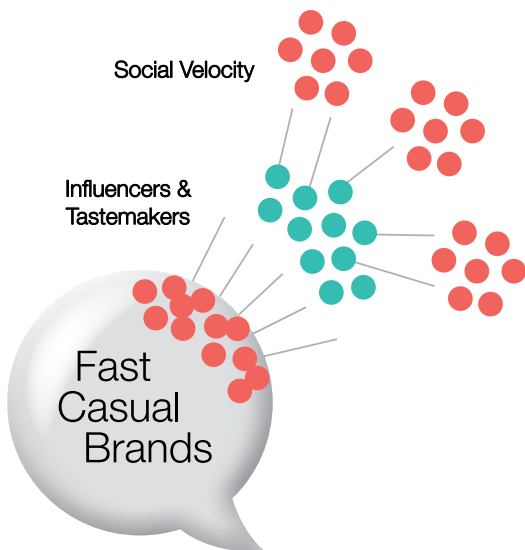 Social Velocity
Influencers &
Tastemakers
Fast
Casual
Brands